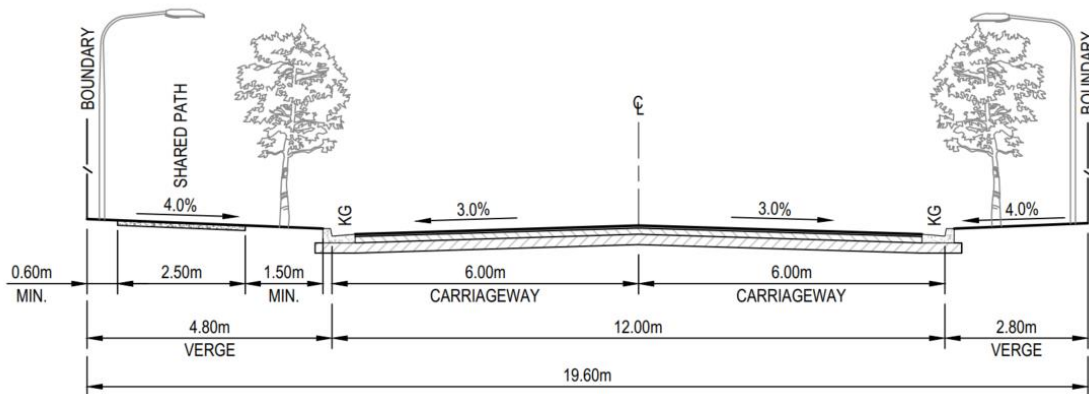 BOUNDARY
SHARED PATH
4.0%
KG
3.0%
℄
3.0%
KG
4.0%
BOUNDARY
0.60m
MIN.
2.50m
1.50m
MIN.
6.00m
CARRIAGEWAY
6.00m
CARRIAGEWAY
4.80m
VERGE
12.00m
2.80m
VERGE
19.60m